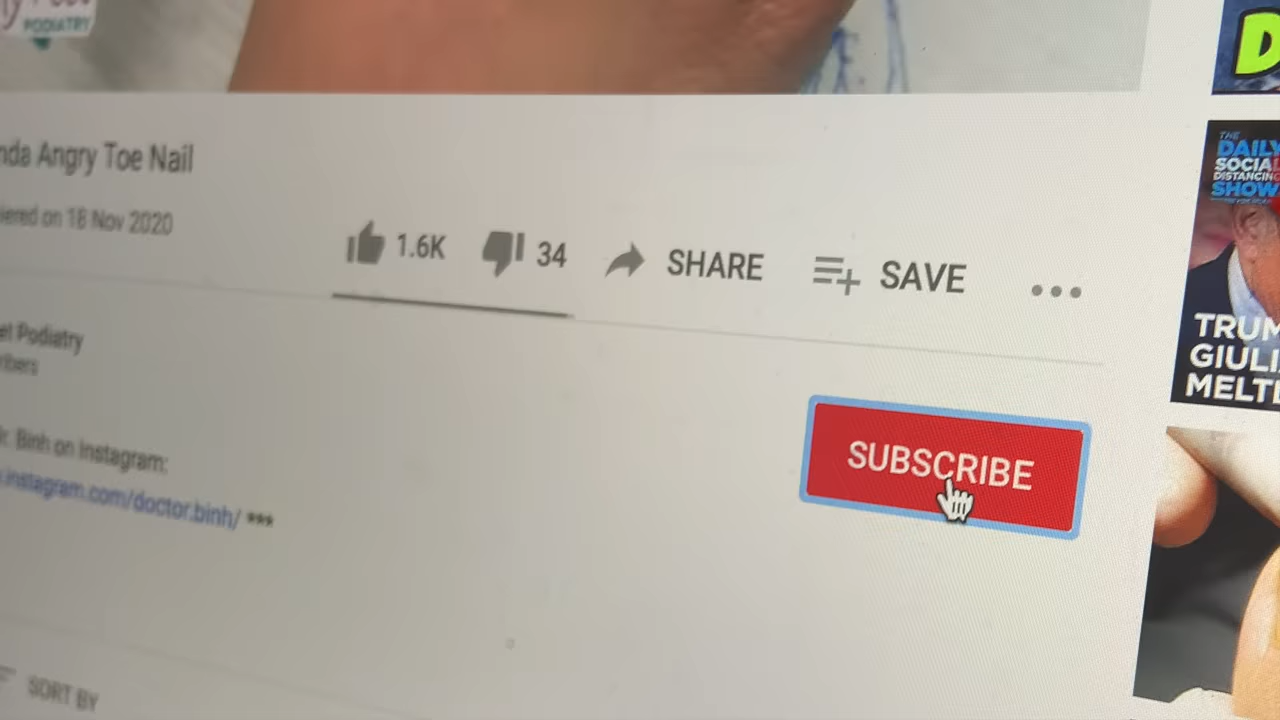 PODIATRY
D
nda Angry Toe Nail
iered on 18 Nov 2020
1.6K 34 SHARE SAVE
THE
DAILY
SOCIAL
DISTANCING
SHOW
TRUM
GIULI
MELTE
et Podiatry
ribers
SUBSCRIBE
r. Binh on Instagram:
.instagram.com/doctor.binh/ ***
SORT BY